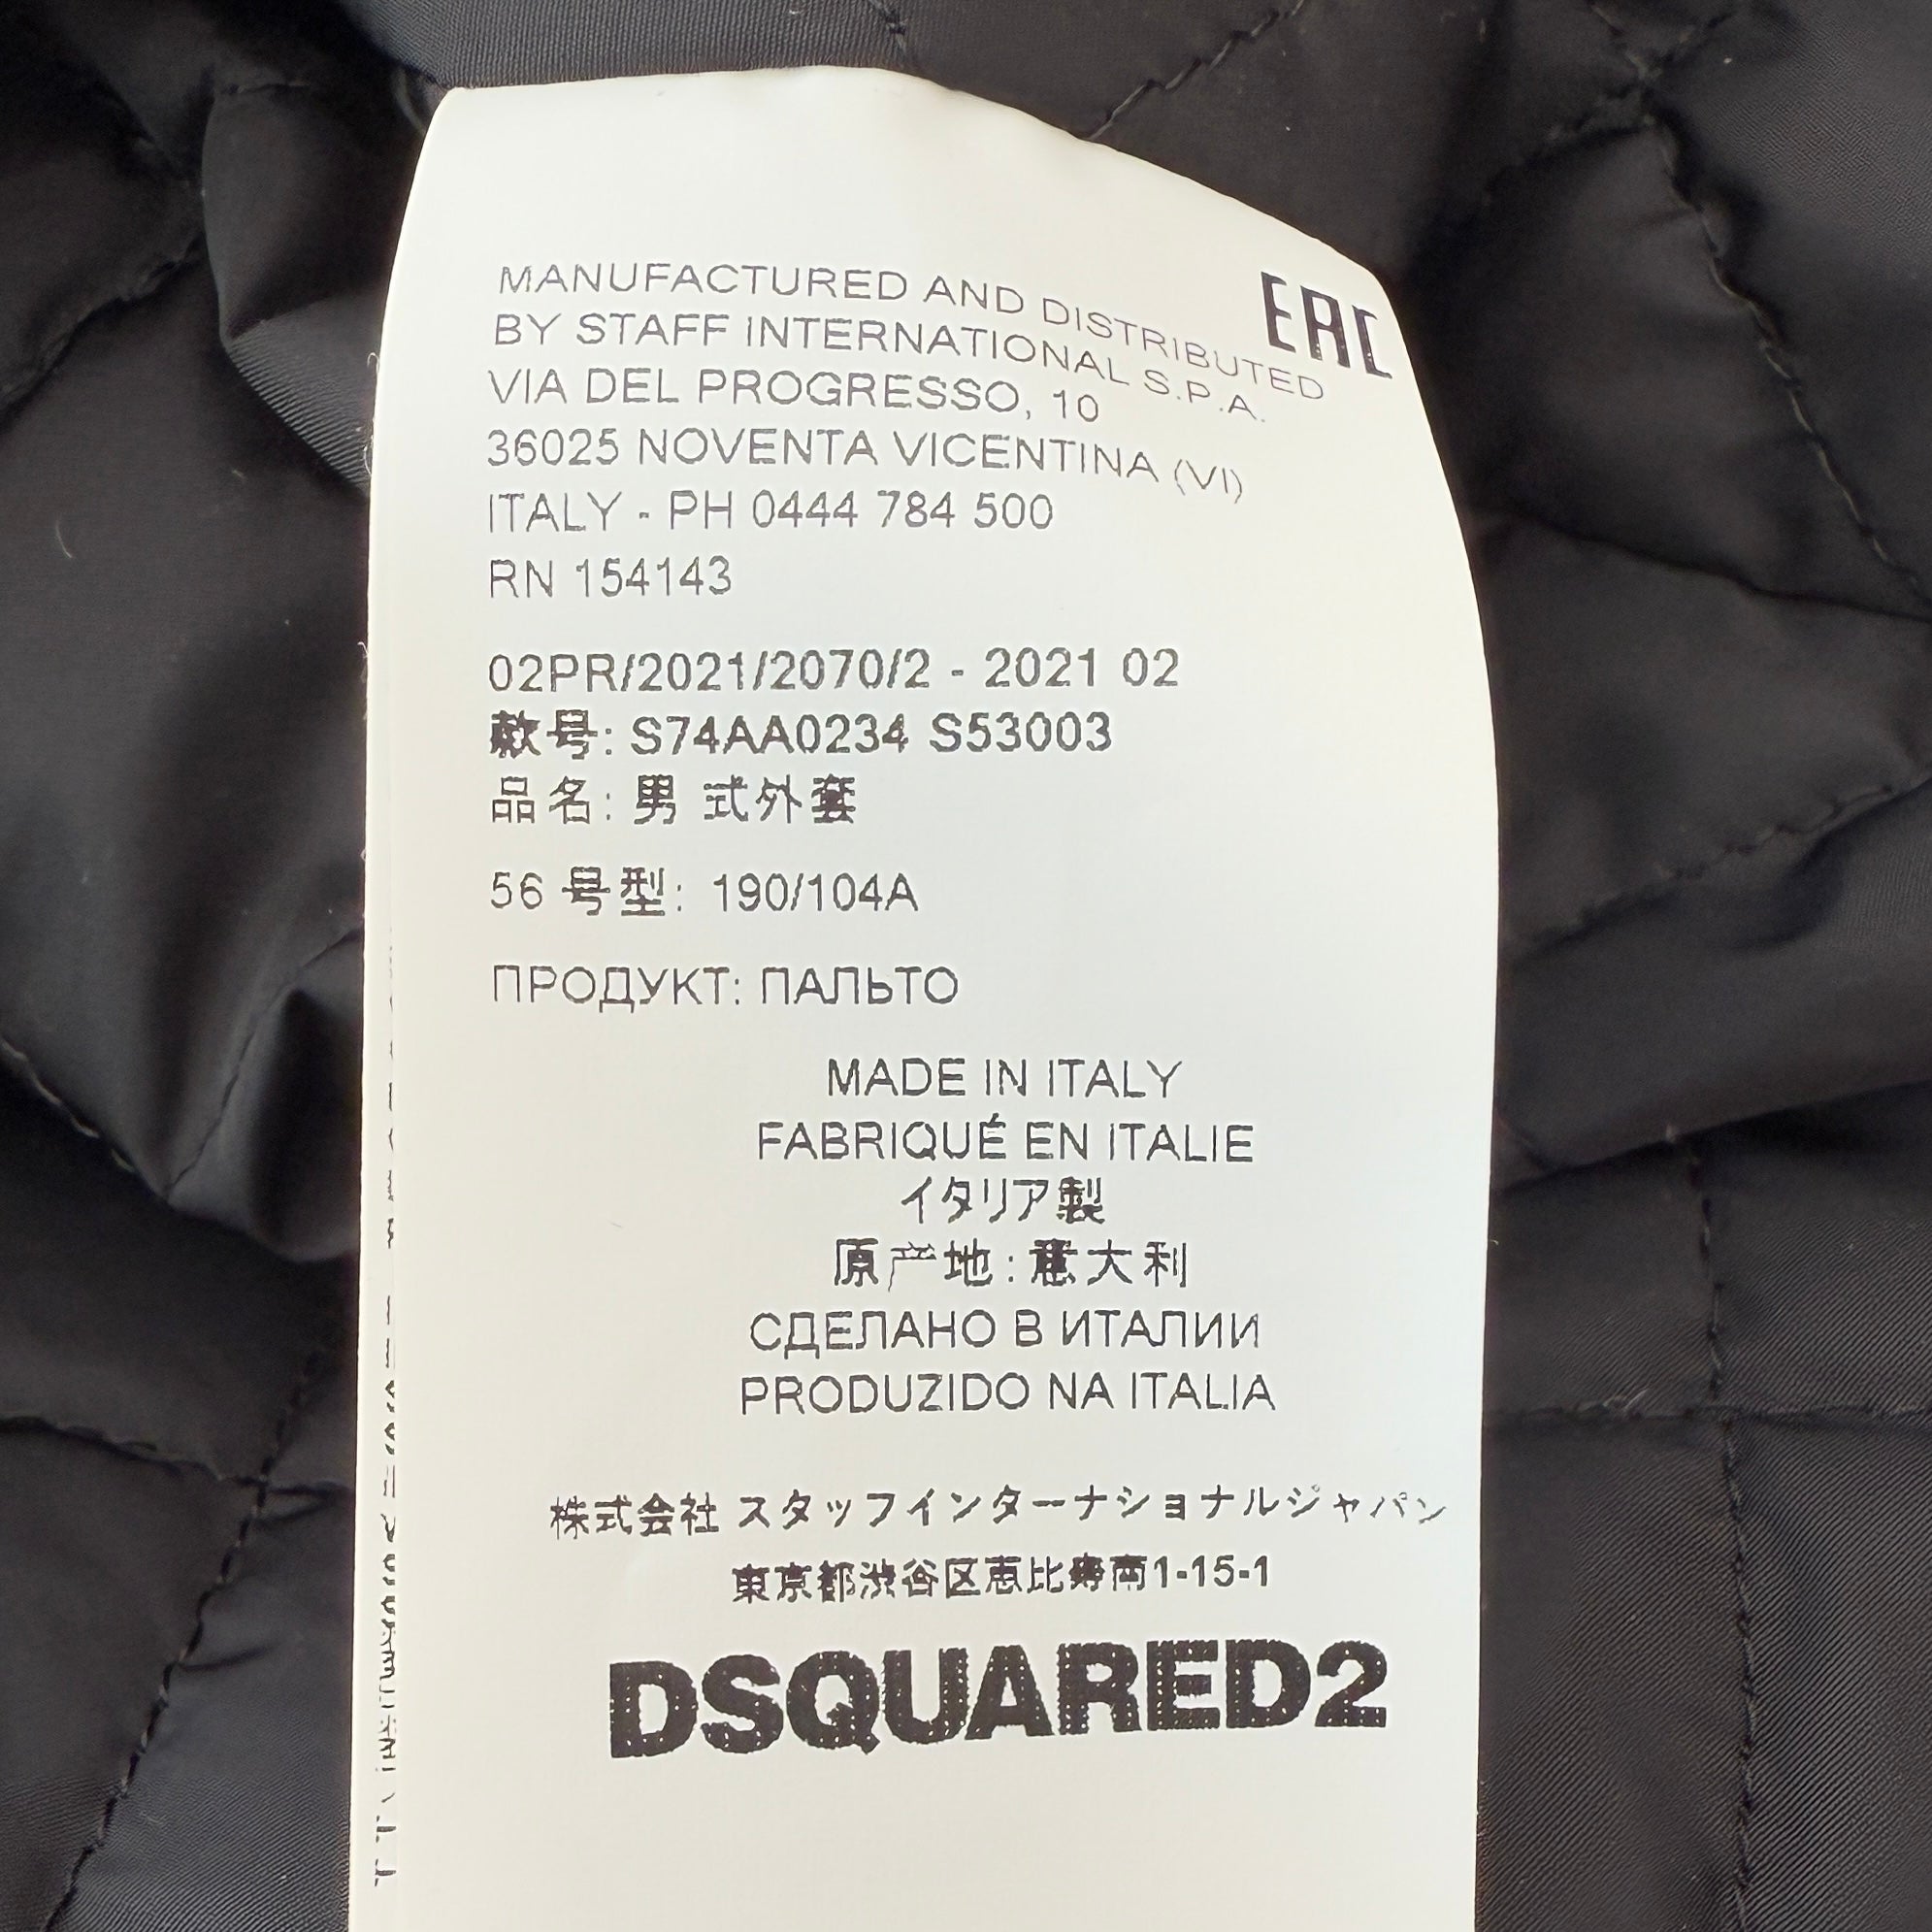 EAC
MANUFACTURED AND DISTRIBUTED
BY STAFF INTERNATIONAL S.P.A.
VIA DEL PROGRESSO, 10
36025 NOVENTA VICENTINA (VI)
ITALY - PH 0444 784 500
RN 154143
02PR/2021/2070/2 - 2021 02
款号: S74AA0234 S53003
品名: 男 式外套
56 号型: 190/104A
ПРОДУКТ: ПАЛЬТО
MADE IN ITALY
FABRIQUÉ EN ITALIE
イタリア製
原产地: 意大利
СДЕЛАНО В ИТАЛИИ
PRODUZIDO NA ITALIA
株式会社 スタッフインターナショナルジャパン
東京都渋谷区恵比寿南1-15-1
DSQUARED2